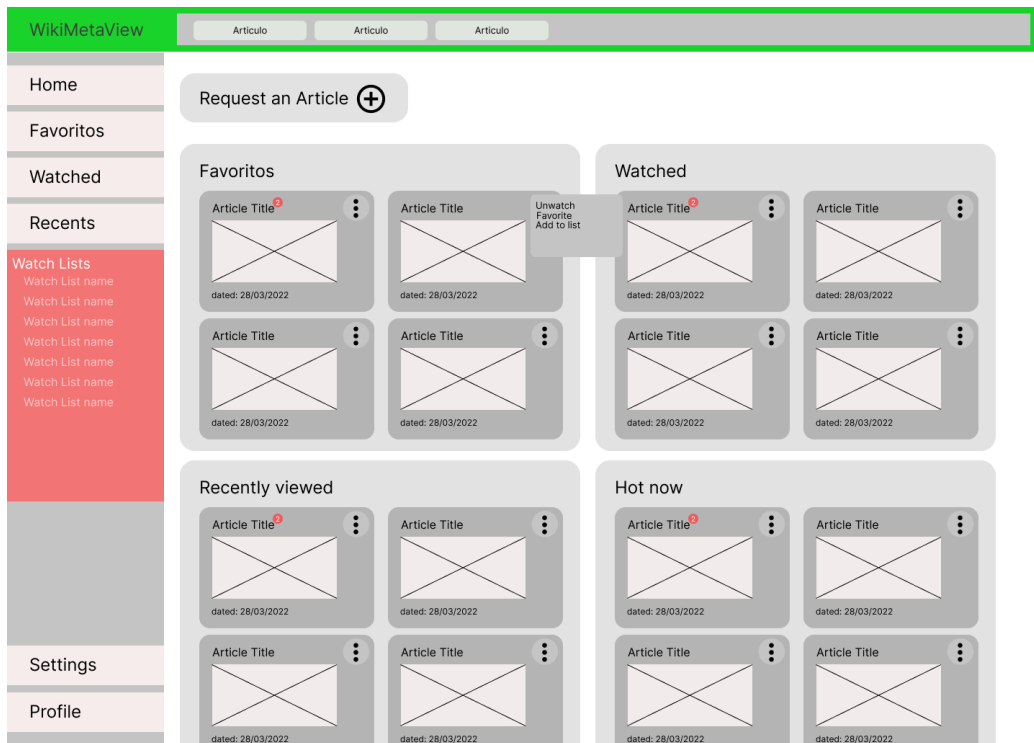 WikiMetaView
Articulo
Articulo
Articulo
Home
Favoritos
Watched
Recents
Watch Lists
Watch List name
Watch List name
Watch List name
Watch List name
Watch List name
Watch List name
Watch List name
Settings
Profile
Request an Article
Favoritos
Article Title 2
dated: 28/03/2022
Article Title
dated: 28/03/2022
Unwatch
Favorite
Add to list
Article Title
dated: 28/03/2022
Article Title
dated: 28/03/2022
Watched
Article Title 2
dated: 28/03/2022
Article Title
dated: 28/03/2022
Article Title
dated: 28/03/2022
Article Title
dated: 28/03/2022
Recently viewed
Article Title 2
dated: 28/03/2022
Article Title
dated: 28/03/2022
Article Title
dated: 28/03/2022
Article Title
dated: 28/03/2022
Hot now
Article Title 2
dated: 28/03/2022
Article Title
dated: 28/03/2022
Article Title
dated: 28/03/2022
Article Title
dated: 28/03/2022